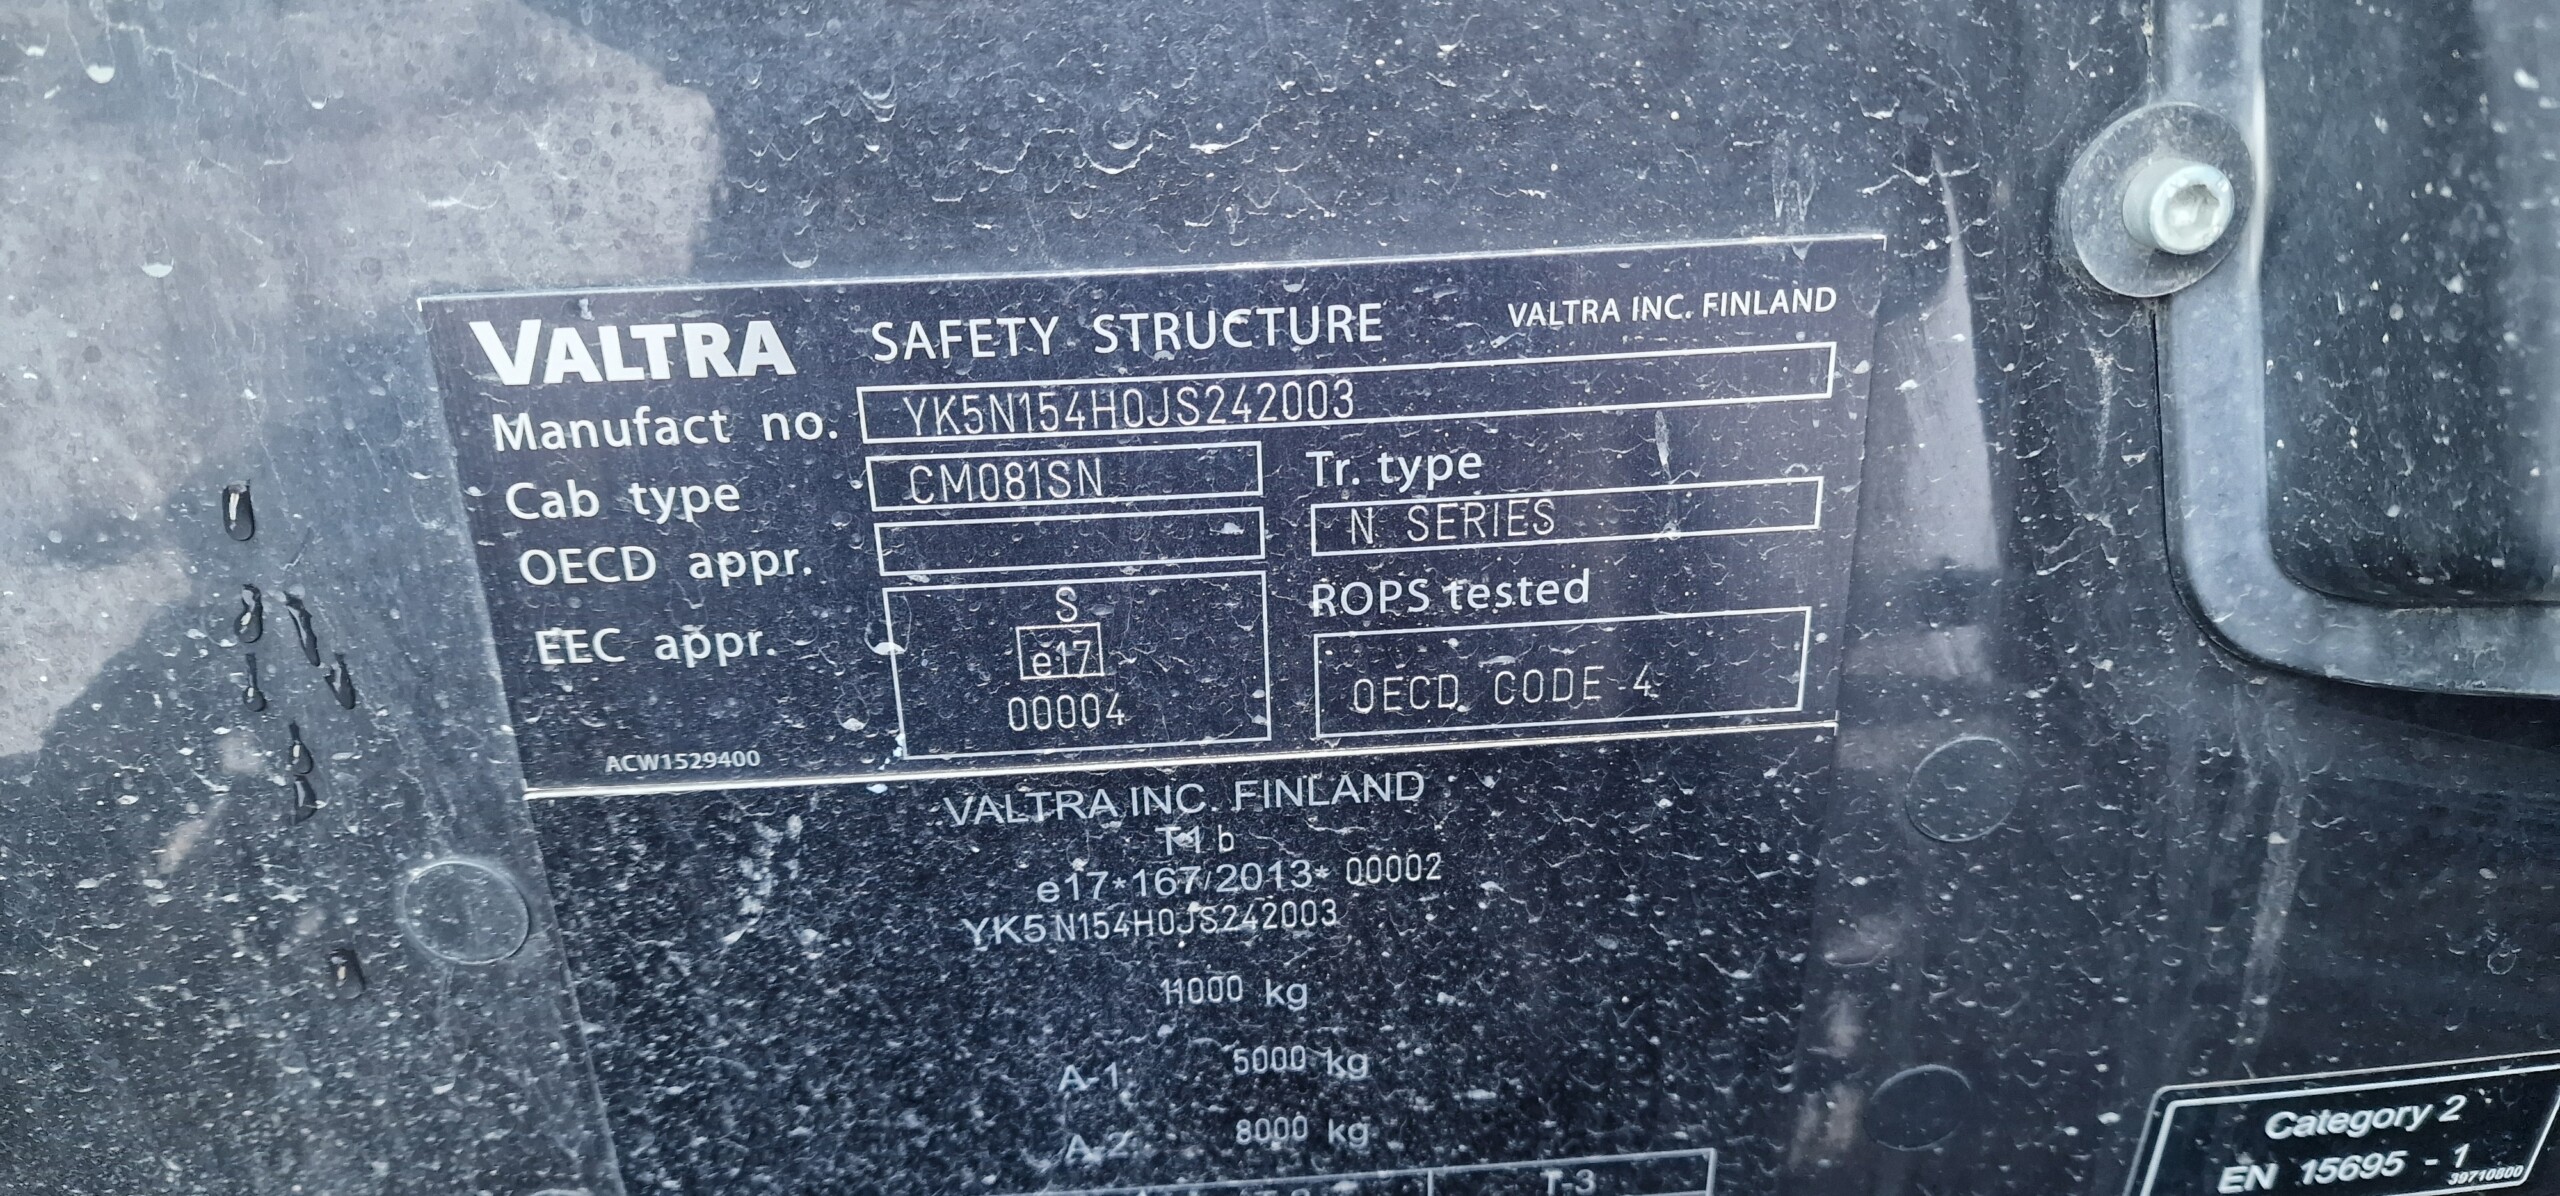 VALTRA SAFETY STRUCTURE VALTRA INC. FINLAND
Manufact no. YK5N154H0JS242003
Cab type CM081SN Tr. type
OECD appr. N SERIES
EEC appr. S ROPS tested
e17
00004 OECD CODE 4
ACW1529400
VALTRA INC. FINLAND
T1 b
e17*167/2013* 00002
YK5N154H0JS242003
11000 kg
A-1: 5000 kg
A-2: 8000 kg
T-3
Category 2
EN 15695 - 1
39710800